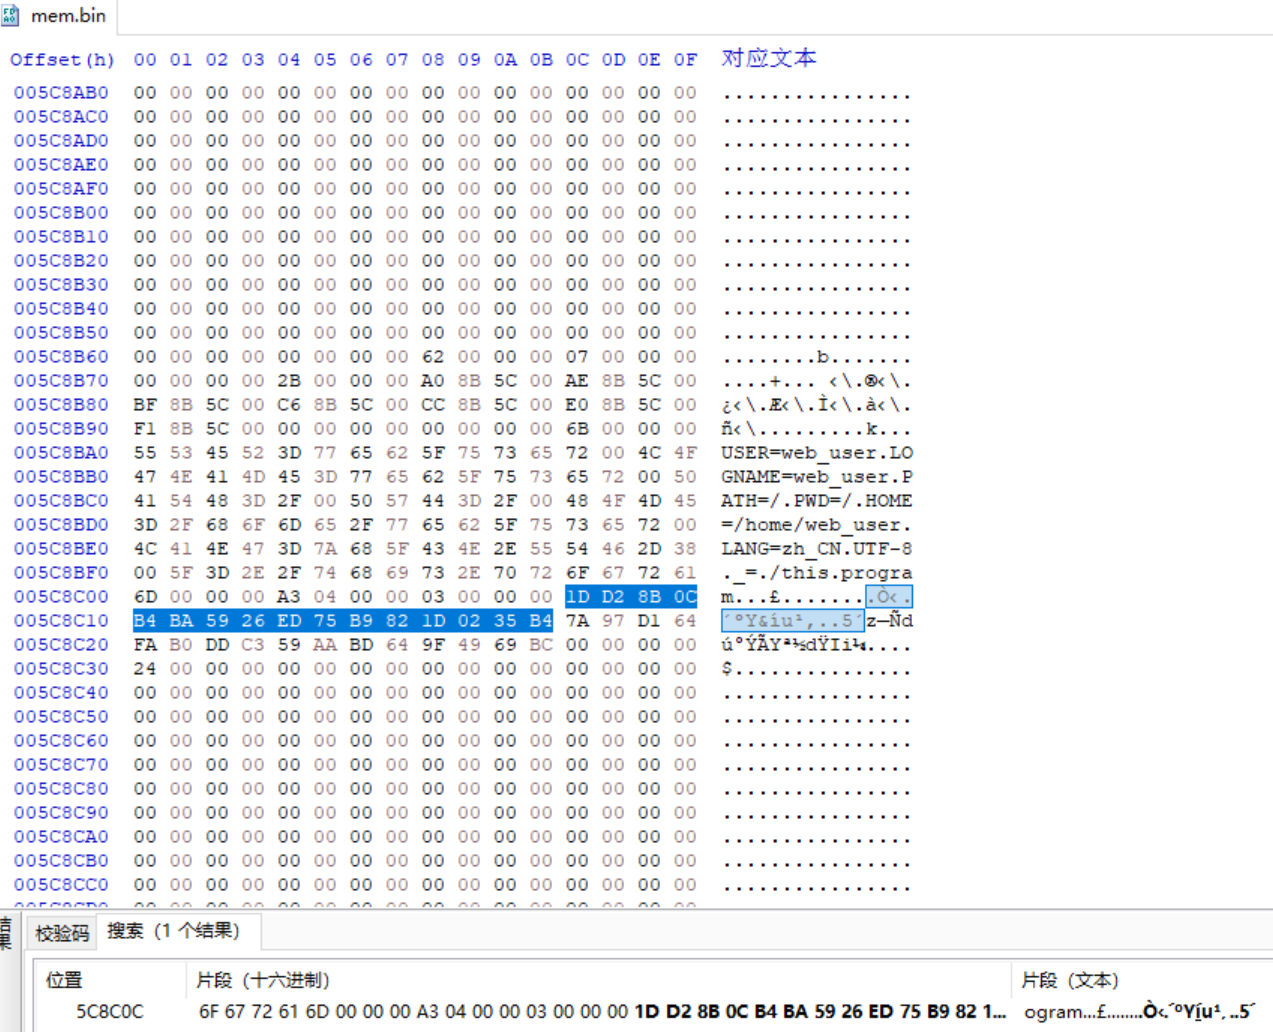 mem.bin
Offset(h) 00 01 02 03 04 05 06 07 08 09 0A 0B 0C 0D 0E 0F 对应文本
005C8AB0 00 00 00 00 00 00 00 00 00 00 00 00 00 00 00 00 ................
005C8AC0 00 00 00 00 00 00 00 00 00 00 00 00 00 00 00 00 ................
005C8AD0 00 00 00 00 00 00 00 00 00 00 00 00 00 00 00 00 ................
005C8AE0 00 00 00 00 00 00 00 00 00 00 00 00 00 00 00 00 ................
005C8AF0 00 00 00 00 00 00 00 00 00 00 00 00 00 00 00 00 ................
005C8B00 00 00 00 00 00 00 00 00 00 00 00 00 00 00 00 00 ................
005C8B10 00 00 00 00 00 00 00 00 00 00 00 00 00 00 00 00 ................
005C8B20 00 00 00 00 00 00 00 00 00 00 00 00 00 00 00 00 ................
005C8B30 00 00 00 00 00 00 00 00 00 00 00 00 00 00 00 00 ................
005C8B40 00 00 00 00 00 00 00 00 00 00 00 00 00 00 00 00 ................
005C8B50 00 00 00 00 00 00 00 00 00 00 00 00 00 00 00 00 ................
005C8B60 00 00 00 00 00 00 00 00 62 00 00 00 07 00 00 00 ........b.......
005C8B70 00 00 00 00 2B 00 00 00 A0 8B 5C 00 AE 8B 5C 00 ....+... ‹\.®‹\.
005C8B80 BF 8B 5C 00 C6 8B 5C 00 CC 8B 5C 00 E0 8B 5C 00 ¿‹\.Æ‹\.Ì‹\.à‹\.
005C8B90 F1 8B 5C 00 00 00 00 00 00 00 00 00 6B 00 00 00 ñ‹\.........k...
005C8BA0 55 53 45 52 3D 77 65 62 5F 75 73 65 72 00 4C 4F USER=web_user.LO
005C8BB0 47 4E 41 4D 45 3D 77 65 62 5F 75 73 65 72 00 50 GNAME=web_user.P
005C8BC0 41 54 48 3D 2F 00 50 57 44 3D 2F 00 48 4F 4D 45 ATH=/.PWD=/.HOME
005C8BD0 3D 2F 68 6F 6D 65 2F 77 65 62 5F 75 73 65 72 00 =/home/web_user.
005C8BE0 4C 41 4E 47 3D 7A 68 5F 43 4E 2E 55 54 46 2D 38 LANG=zh_CN.UTF-8
005C8BF0 00 5F 3D 2E 2F 74 68 69 73 2E 70 72 6F 67 72 61 ._=./this.progra
005C8C00 6D 00 00 00 A3 04 00 00 03 00 00 00 1D D2 8B 0C m...£........Ò‹.
005C8C10 B4 BA 59 26 ED 75 B9 82 1D 02 35 B4 7A 97 D1 64 ´ºY&íu¹‚..5´z—Ñd
005C8C20 FA B0 DD C3 59 AA BD 64 9F 49 69 BC 00 00 00 00 ú°ÝÃYª½dŸIi¼....
005C8C30 24 00 00 00 00 00 00 00 00 00 00 00 00 00 00 00 $...............
005C8C40 00 00 00 00 00 00 00 00 00 00 00 00 00 00 00 00 ................
005C8C50 00 00 00 00 00 00 00 00 00 00 00 00 00 00 00 00 ................
005C8C60 00 00 00 00 00 00 00 00 00 00 00 00 00 00 00 00 ................
005C8C70 00 00 00 00 00 00 00 00 00 00 00 00 00 00 00 00 ................
005C8C80 00 00 00 00 00 00 00 00 00 00 00 00 00 00 00 00 ................
005C8C90 00 00 00 00 00 00 00 00 00 00 00 00 00 00 00 00 ................
005C8CA0 00 00 00 00 00 00 00 00 00 00 00 00 00 00 00 00 ................
005C8CB0 00 00 00 00 00 00 00 00 00 00 00 00 00 00 00 00 ................
005C8CC0 00 00 00 00 00 00 00 00 00 00 00 00 00 00 00 00 ................
结果 校验码 搜索 (1 个结果)
位置 片段 (十六进制) 片段 (文本)
5C8C0C 6F 67 72 61 6D 00 00 00 A3 04 00 00 03 00 00 00 1D D2 8B 0C B4 BA 59 26 ED 75 B9 82 1... ogram...£........Ò‹.´ºY&íu¹‚..5´